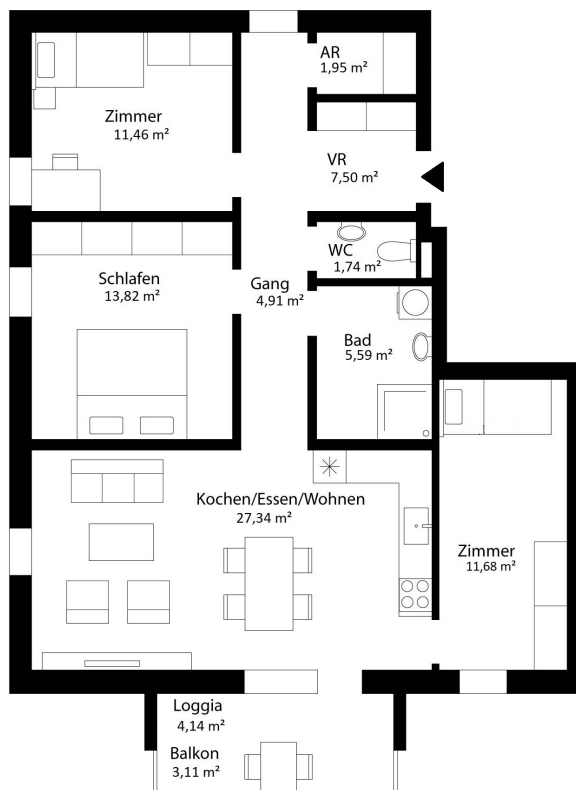 AR
1,95 m²
Zimmer
11,46 m²
VR
7,50 m²
WC
1,74 m²
Schlafen
13,82 m²
Gang
4,91 m²
Bad
5,59 m²
Kochen/Essen/Wohnen
27,34 m²
Zimmer
11,68 m²
Loggia
4,14 m²
Balkon
3,11 m²